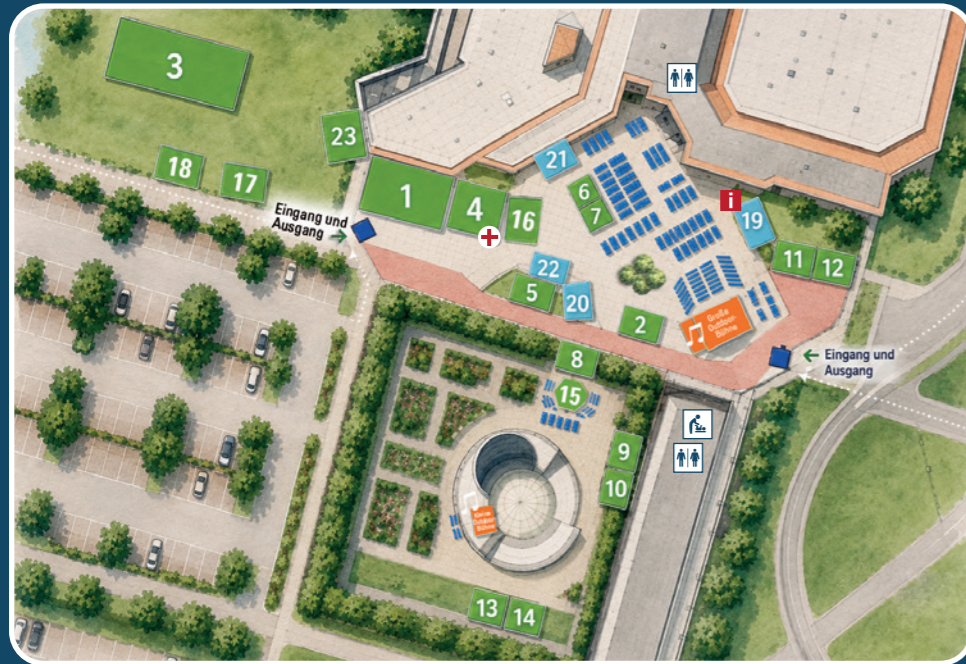 3
23
18
17
1
4
16
21
6
7
i
19
11
12
Eingang und
Ausgang
22
5
20
2
Große
Outdoor-
Bühne
8
15
Eingang und
Ausgang
9
10
Kleine
Outdoor
Bühne
13
14